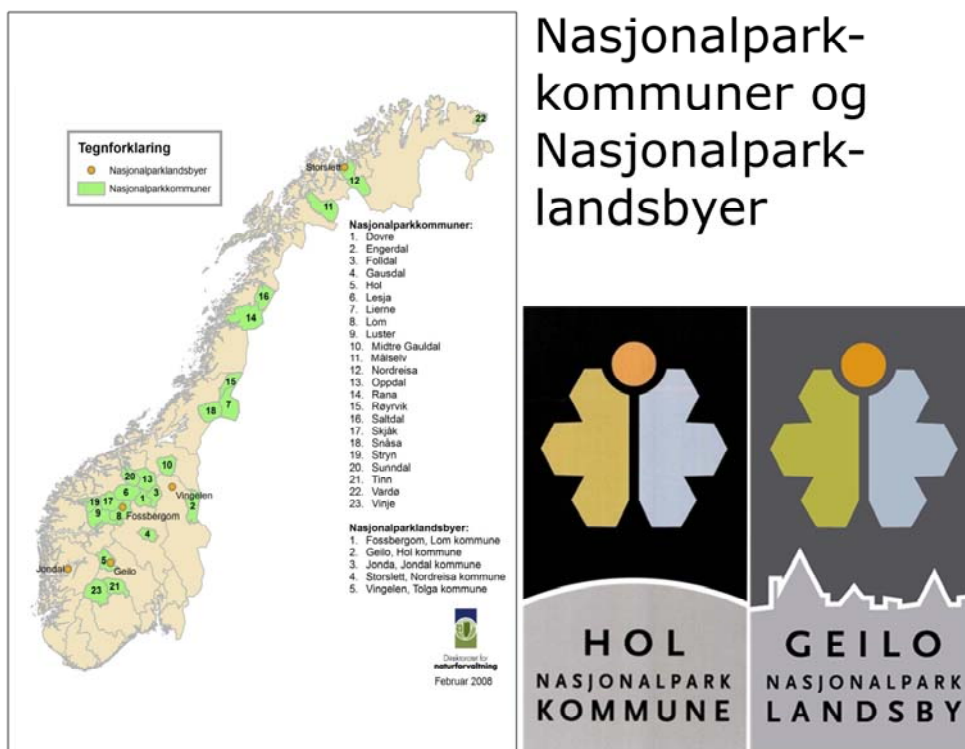 Nasjonalpark-
kommuner og
Nasjonalpark-
landsbyer
Tegnforklaring
Nasjonalparklandsbyer
Nasjonalparkkommuner
22
Storslett
12
11
16
14
15
18
7
10
20
13
Vingelen
6
3
1
19
17
2
9
8
Fossbergom
4
Jondal
5
Geilo
23
21
Nasjonalparkkommuner:
1. Dovre
2. Engerdal
3. Folldal
4. Gausdal
5. Hol
6. Lesja
7. Lierne
8. Lom
9. Luster
10. Midtre Gauldal
11. Målselv
12. Nordreisa
13. Oppdal
14. Rana
15. Røyrvik
16. Saltdal
17. Skjåk
18. Snåsa
19. Stryn
20. Sunndal
21. Tinn
22. Vardø
23. Vinje
Nasjonalparklandsbyer:
1. Fossbergom, Lom kommune
2. Geilo, Hol kommune
3. Jonda, Jondal kommune
4. Storslett, Nordreisa kommune
5. Vingelen, Tolga kommune
Direktoratet for
naturforvaltning
Februar 2008
HOL
NASJONALPARK
KOMMUNE
GEILO
NASJONALPARK
LANDSBY